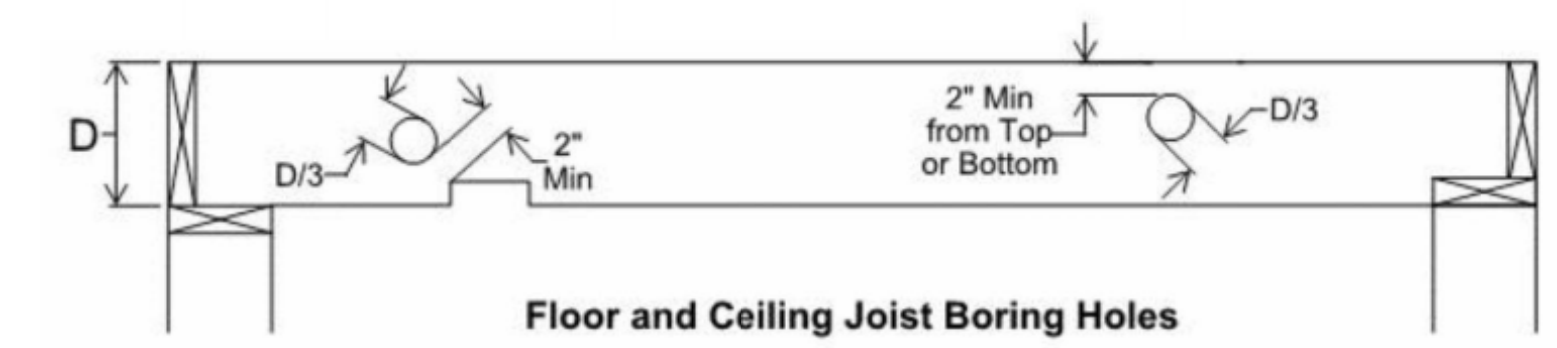 D
D/3
2"
Min
2" Min
from Top
or Bottom
D/3
Floor and Ceiling Joist Boring Holes